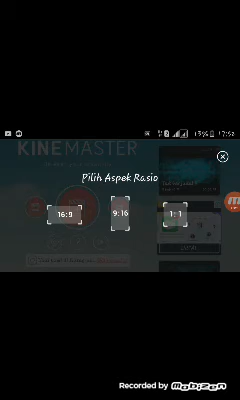 13% 17:52
KINEMASTER
Pilih Aspek Rasio
16:9
9:16
1:1
Recorded by Mobizen